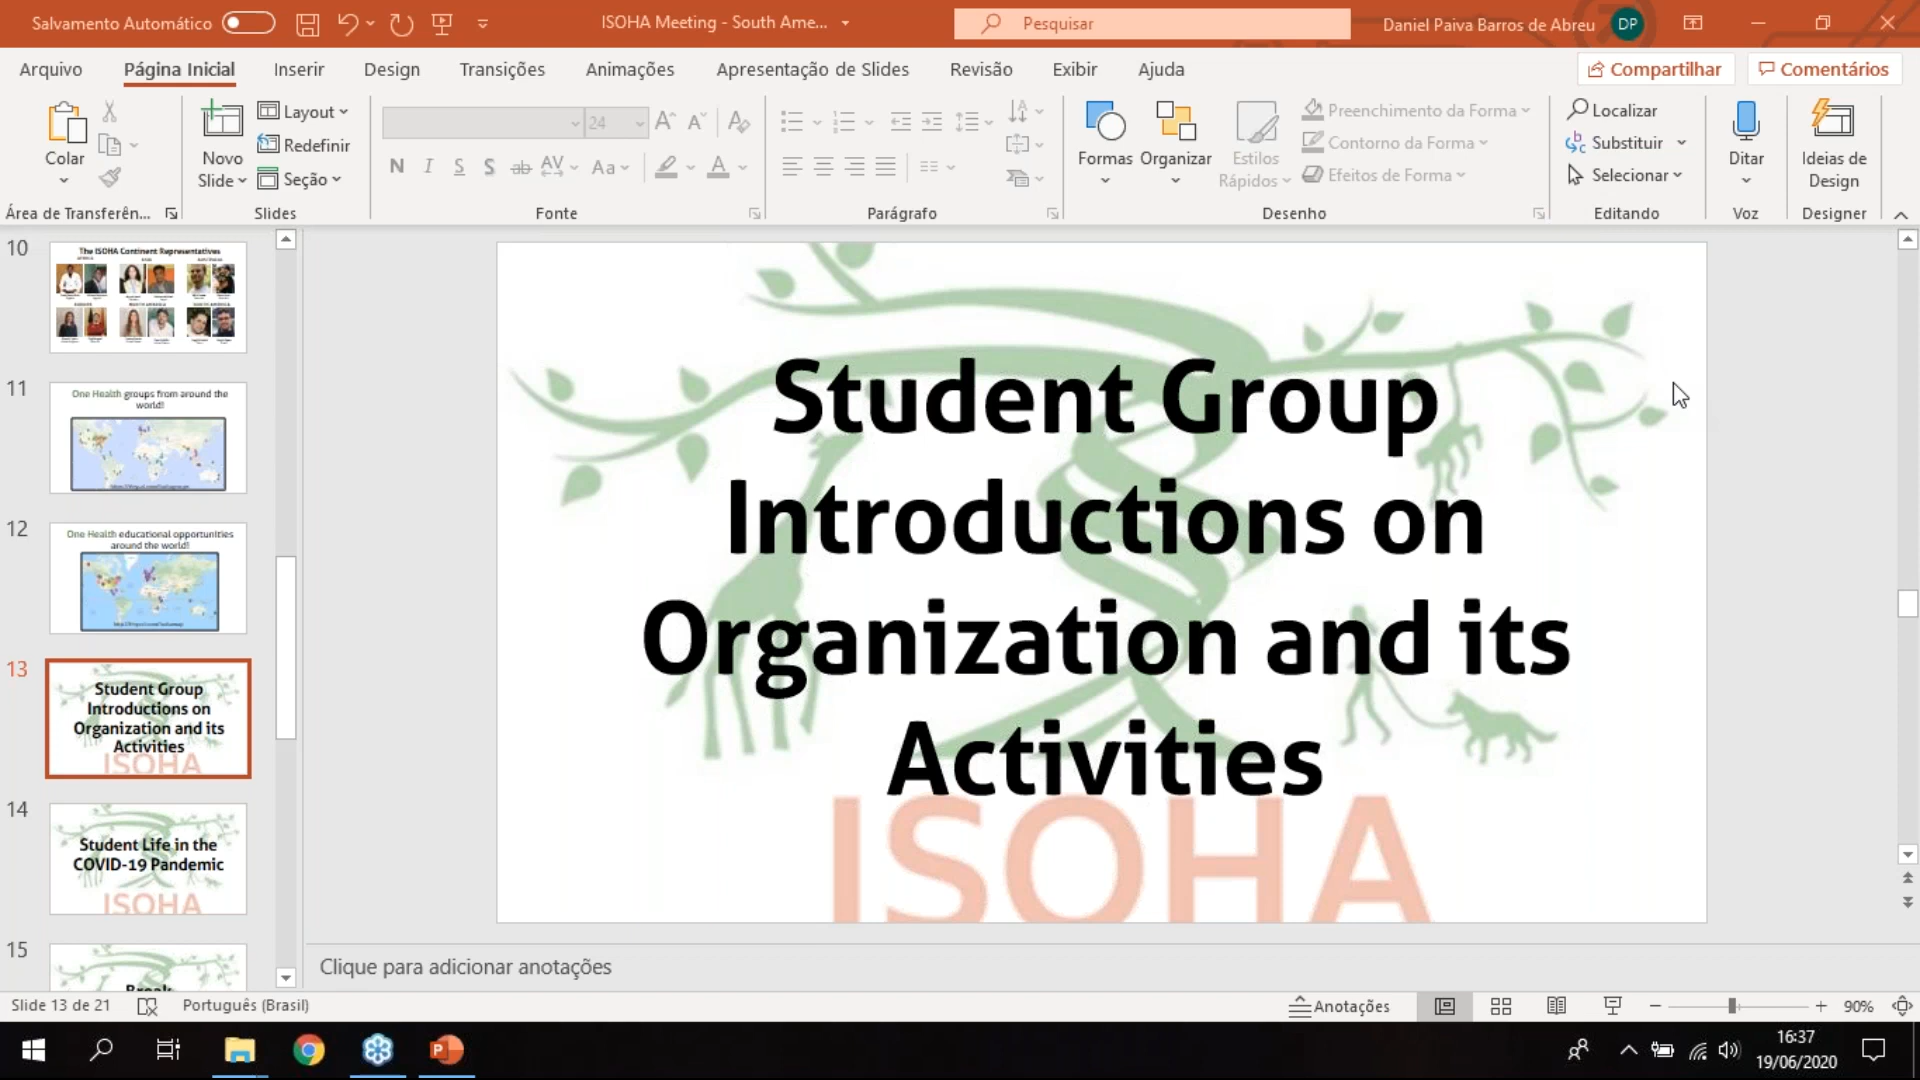 Salvamento Automático
ISOHA Meeting - South Ame...
Pesquisar
Daniel Paiva Barros de Abreu
DP
Arquivo
Página Inicial
Inserir
Design
Transições
Animações
Apresentação de Slides
Revisão
Exibir
Ajuda
Compartilhar
Comentários
Colar
Novo
Slide
Layout
Redefinir
Seção
24
N I S S ab AV Aa A
Formas
Organizar
Estilos
Rápidos
Preenchimento da Forma
Contorno da Forma
Efeitos de Forma
Localizar
Substituir
Selecionar
Ditar
Ideias de
Design
Área de Transferên...
Slides
Fonte
Parágrafo
Desenho
Editando
Voz
Designer
10
The ISOHA Continent Representatives
11
One Health groups from around the
world!
12
One Health educational opportunities
around the world!
13
Student Group
Introductions on
Organization and its
Activities
ISOHA
14
Student Life in the
COVID-19 Pandemic
ISOHA
15
Break
Student Group
Introductions on
Organization and its
Activities
ISOHA
Clique para adicionar anotações
Slide 13 de 21
Português (Brasil)
Anotações
90%
16:37
19/06/2020